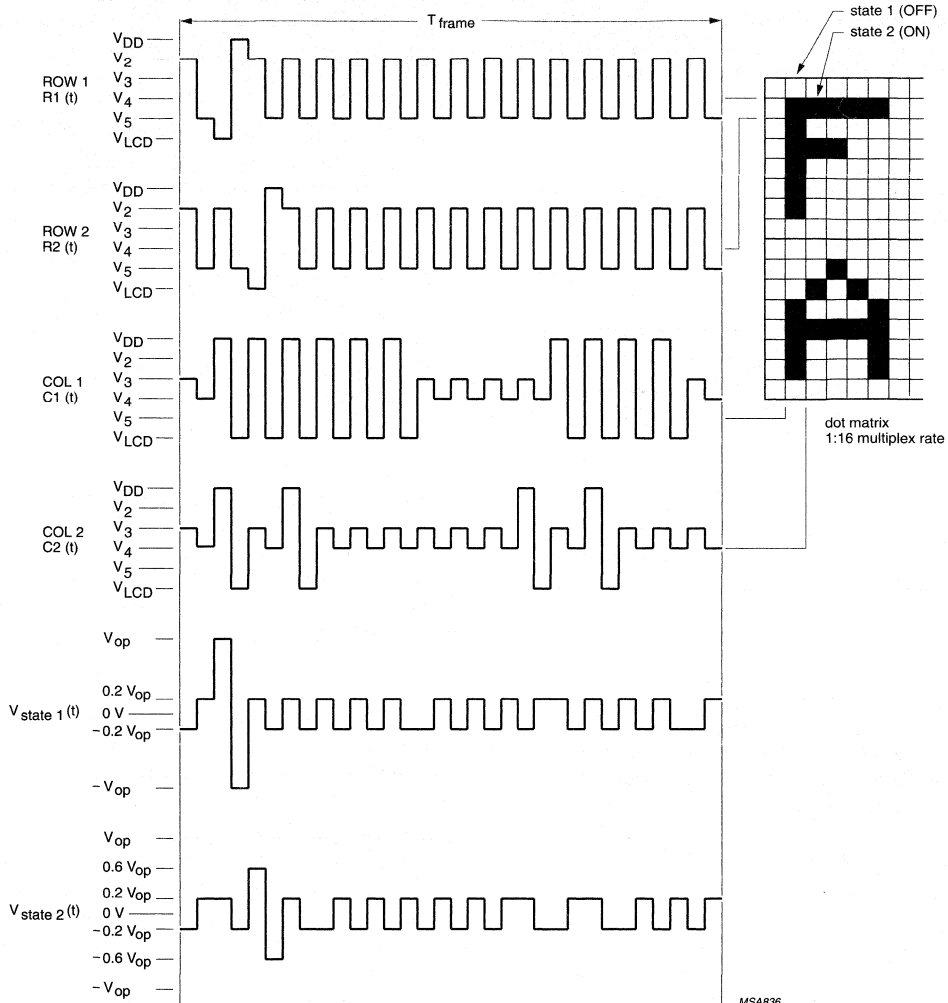 T frame
state 1 (OFF)
state 2 (ON)
VDD
V2
V3
V4
V5
VLCD
ROW 1
R1 (t)
VDD
V2
V3
V4
V5
VLCD
ROW 2
R2 (t)
VDD
V2
V3
V4
V5
VLCD
COL 1
C1 (t)
dot matrix
1:16 multiplex rate
VDD
V2
V3
V4
V5
VLCD
COL 2
C2 (t)
Vop
0.2 Vop
0 V
−0.2 Vop
−Vop
Vstate 1 (t)
Vop
0.6 Vop
0.2 Vop
0 V
−0.2 Vop
−0.6 Vop
−Vop
Vstate 2 (t)
MSA836